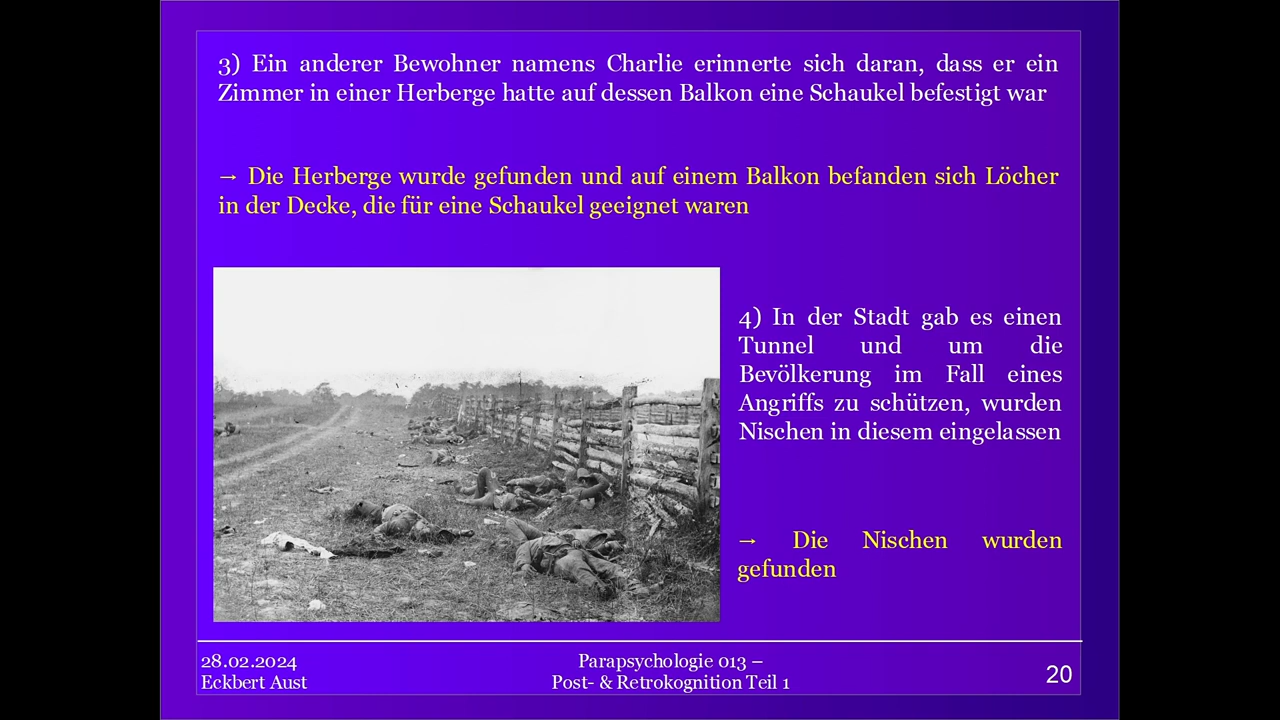 3) Ein anderer Bewohner namens Charlie erinnerte sich daran, dass er ein
Zimmer in einer Herberge hatte auf dessen Balkon eine Schaukel befestigt war
→ Die Herberge wurde gefunden und auf einem Balkon befanden sich Löcher
in der Decke, die für eine Schaukel geeignet waren
4) In der Stadt gab es einen
Tunnel und um die
Bevölkerung im Fall eines
Angriffs zu schützen, wurden
Nischen in diesem eingelassen
→ Die Nischen wurden
gefunden
28.02.2024
Eckbert Aust
Parapsychologie 013 –
Post- & Retrokognition Teil 1
20